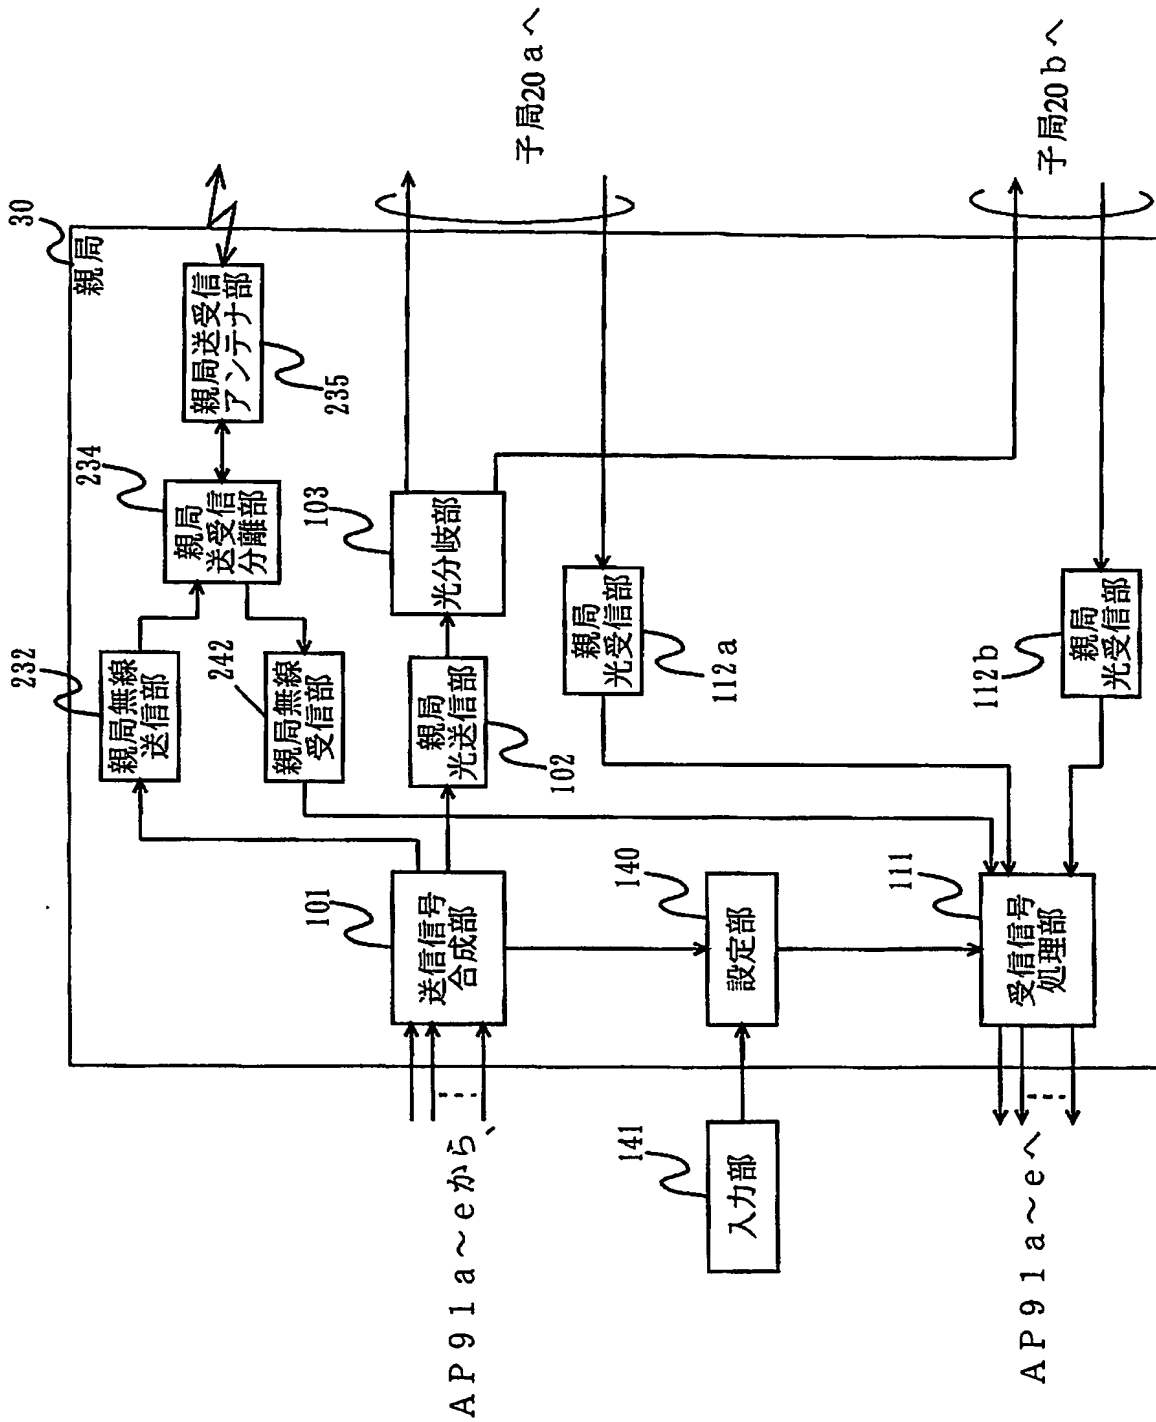 30
親局
232
親局無線
送信部
234
親局
送受信
分離部
親局送受信
アンテナ部
235
242
親局無線
受信部
AP91a～eから、
101
送信信号
合成部
親局
光送信部
102
103
光分岐部
子局20aへ
親局
光受信部
112a
141
入力部
140
設定部
AP91a～eへ
111
受信信号
処理部
112b
親局
光受信部
子局20bへ